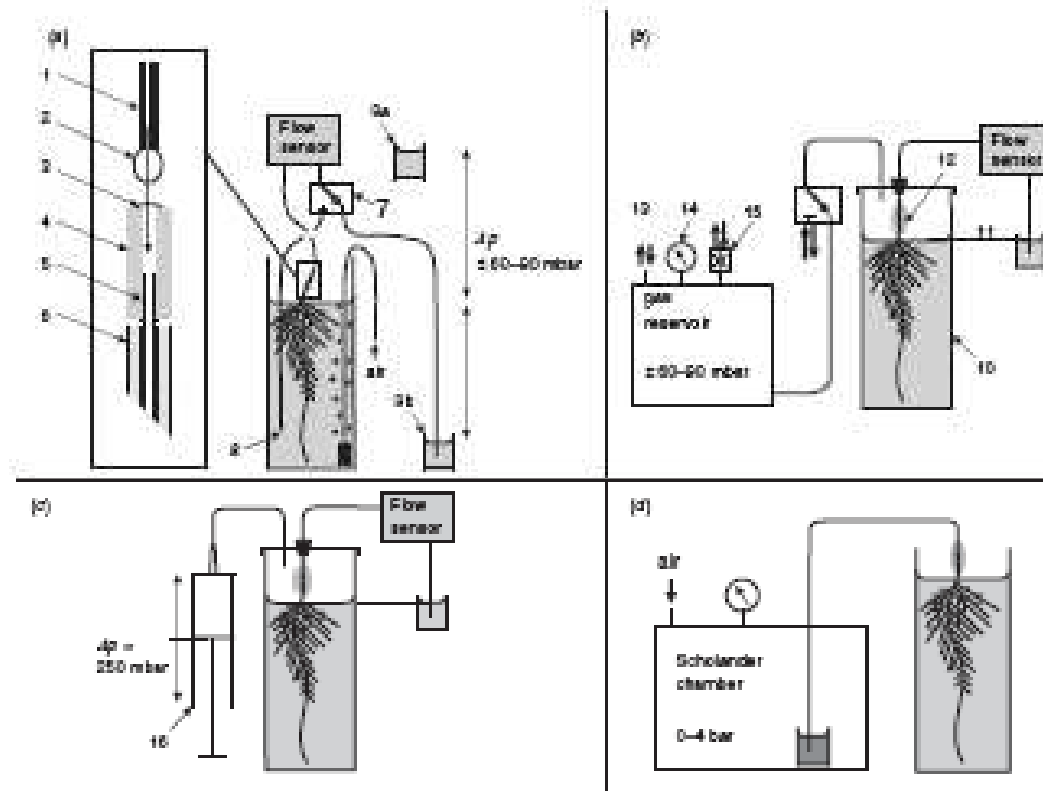 (a)
1
2
3
4
5
6
Flow
sensor
9a
7
Δp
±60–90 mbar
air
9b
8
(b)
Flow
sensor
12
13
14
15
11
gas
reservoir
±60–90 mbar
10
(c)
Flow
sensor
Δp =
250 mbar
16
(d)
air
Scholander
chamber
0–4 bar